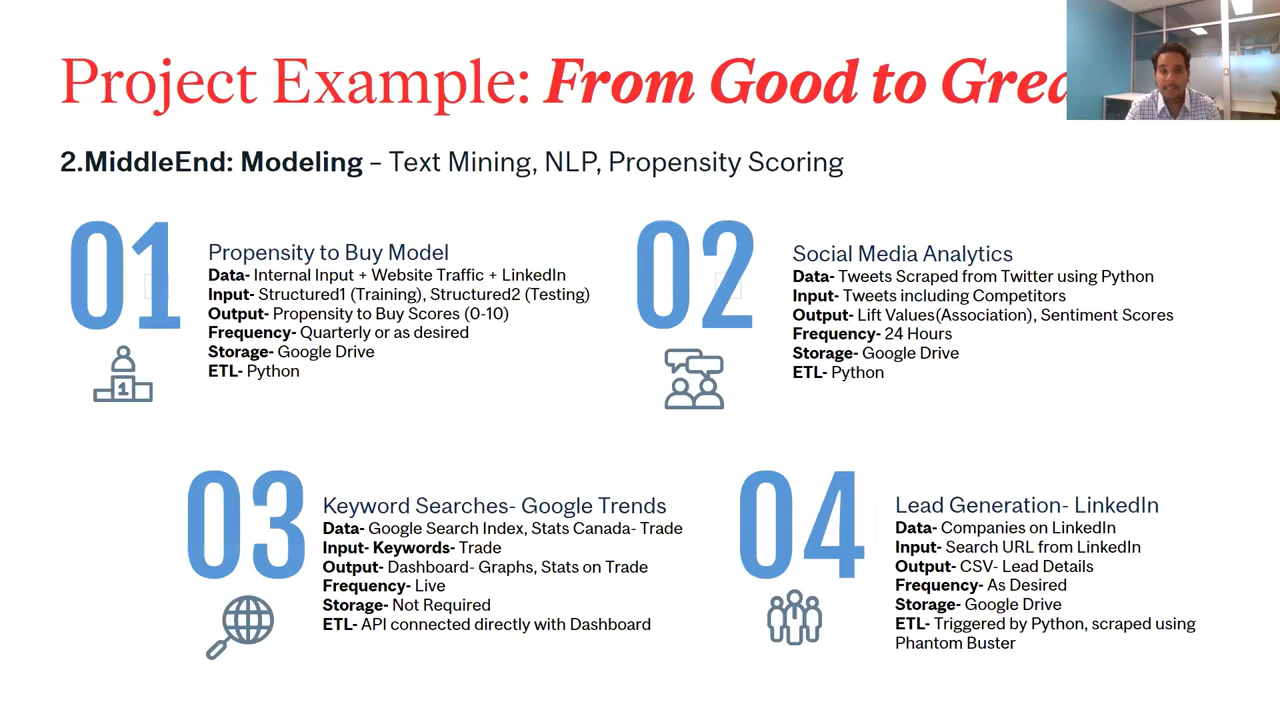 Project Example: From Good to Grea
2.MiddleEnd: Modeling – Text Mining, NLP, Propensity Scoring
01
Propensity to Buy Model
Data- Internal Input + Website Traffic + LinkedIn
Input- Structured1 (Training), Structured2 (Testing)
Output- Propensity to Buy Scores (0-10)
Frequency- Quarterly or as desired
Storage- Google Drive
ETL- Python
1
02
Social Media Analytics
Data- Tweets Scraped from Twitter using Python
Input- Tweets including Competitors
Output- Lift Values(Association), Sentiment Scores
Frequency- 24 Hours
Storage- Google Drive
ETL- Python
03
Keyword Searches- Google Trends
Data- Google Search Index, Stats Canada- Trade
Input- Keywords- Trade
Output- Dashboard- Graphs, Stats on Trade
Frequency- Live
Storage- Not Required
ETL- API connected directly with Dashboard
04
Lead Generation- LinkedIn
Data- Companies on LinkedIn
Input- Search URL from LinkedIn
Output- CSV- Lead Details
Frequency- As Desired
Storage- Google Drive
ETL- Triggered by Python, scraped using
Phantom Buster